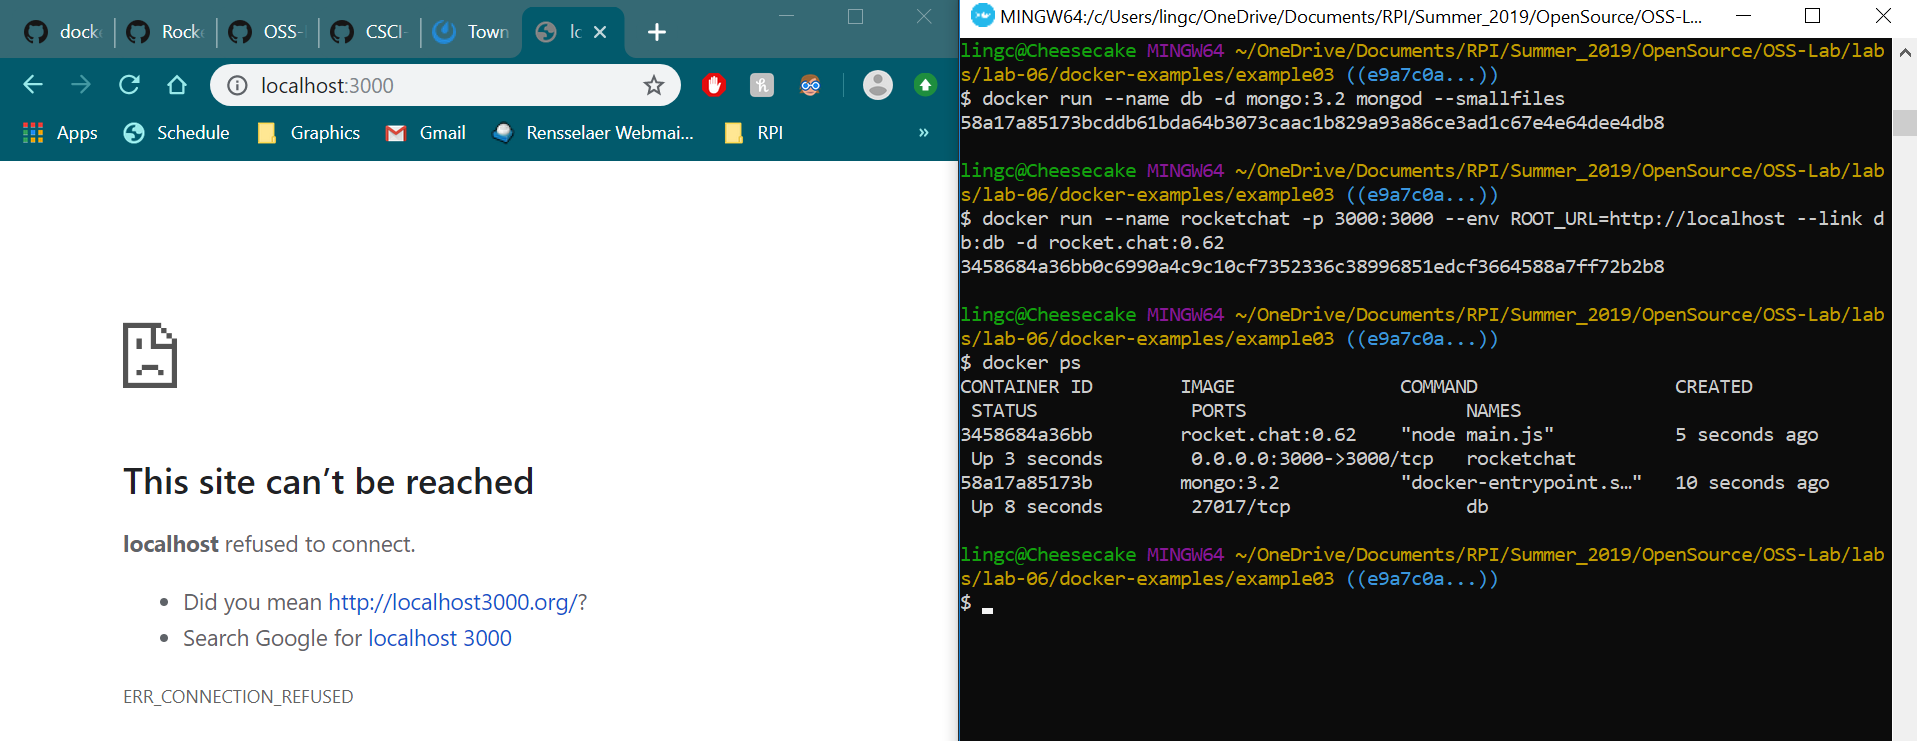 dock
Rock
OSS-
CSCI-
Town
lc
localhost:3000
Apps
Schedule
Graphics
Gmail
Rensselaer Webmai...
RPI
»
This site can’t be reached
localhost refused to connect.
Did you mean http://localhost3000.org/?
Search Google for localhost 3000
ERR_CONNECTION_REFUSED
MINGW64:/c/Users/lingc/OneDrive/Documents/RPI/Summer_2019/OpenSource/OSS-L...
lingc@Cheesecake MINGW64 ~/OneDrive/Documents/RPI/Summer_2019/OpenSource/OSS-Lab/lab
s/lab-06/docker-examples/example03 ((e9a7c0a...))
$ docker run --name db -d mongo:3.2 mongod --smallfiles
58a17a85173bcddb61bda64b3073caac1b829a93a86ce3ad1c67e4e64dee4db8
lingc@Cheesecake MINGW64 ~/OneDrive/Documents/RPI/Summer_2019/OpenSource/OSS-Lab/lab
s/lab-06/docker-examples/example03 ((e9a7c0a...))
$ docker run --name rocketchat -p 3000:3000 --env ROOT_URL=http://localhost --link d
b:db -d rocket.chat:0.62
3458684a36bb0c6990a4c9c10cf7352336c38996851edcf3664588a7ff72b2b8
lingc@Cheesecake MINGW64 ~/OneDrive/Documents/RPI/Summer_2019/OpenSource/OSS-Lab/lab
s/lab-06/docker-examples/example03 ((e9a7c0a...))
$ docker ps
CONTAINER ID        IMAGE               COMMAND                  CREATED
 STATUS              PORTS                    NAMES
3458684a36bb        rocket.chat:0.62    "node main.js"           5 seconds ago
 Up 3 seconds        0.0.0.0:3000->3000/tcp   rocketchat
58a17a85173b        mongo:3.2           "docker-entrypoint.s…"   10 seconds ago
 Up 8 seconds        27017/tcp                db
lingc@Cheesecake MINGW64 ~/OneDrive/Documents/RPI/Summer_2019/OpenSource/OSS-Lab/lab
s/lab-06/docker-examples/example03 ((e9a7c0a...))
$